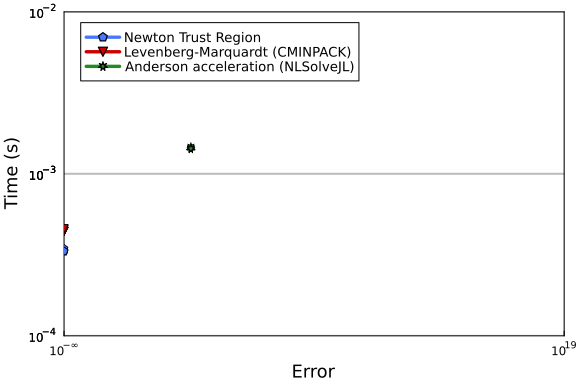 10⁻²
Newton Trust Region
Levenberg-Marquardt (CMINPACK)
Anderson acceleration (NLSolveJL)
Time (s)
10⁻³
10⁻⁴
10⁻∞
10¹⁹
Error